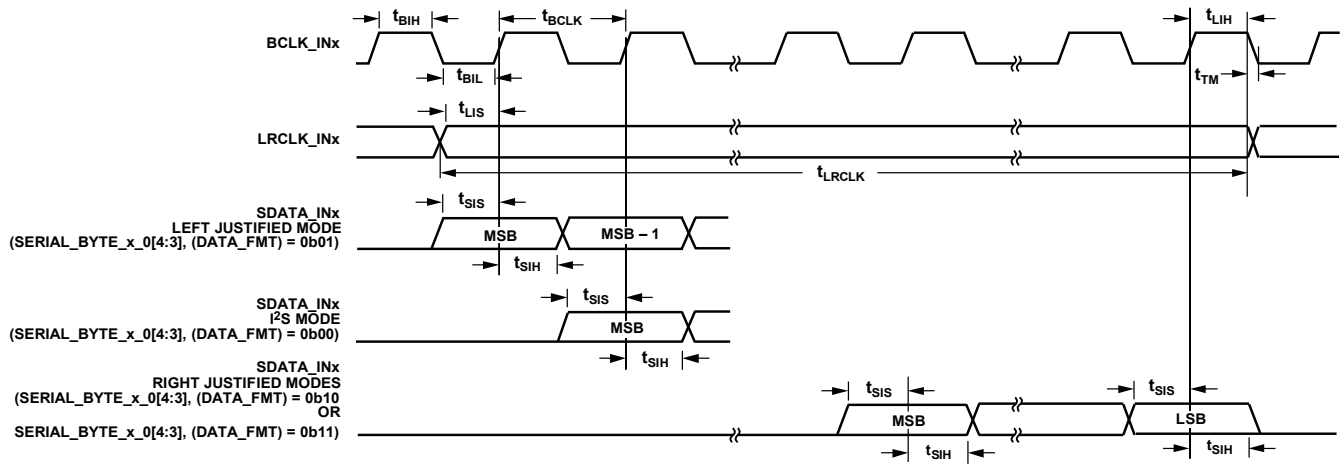 tBIH
tBCLK
tLIH
BCLK_INx
tBIL
tTM
tLIS
LRCLK_INx
tLRCLK
SDATA_INx
LEFT JUSTIFIED MODE
(SERIAL_BYTE_x_0[4:3], (DATA_FMT) = 0b01)
tSIS
MSB
MSB – 1
tSIH
SDATA_INx
I2S MODE
(SERIAL_BYTE_x_0[4:3], (DATA_FMT) = 0b00)
tSIS
MSB
tSIH
SDATA_INx
RIGHT JUSTIFIED MODES
(SERIAL_BYTE_x_0[4:3], (DATA_FMT) = 0b10
OR
SERIAL_BYTE_x_0[4:3], (DATA_FMT) = 0b11)
tSIS
tSIS
MSB
LSB
tSIH
tSIH